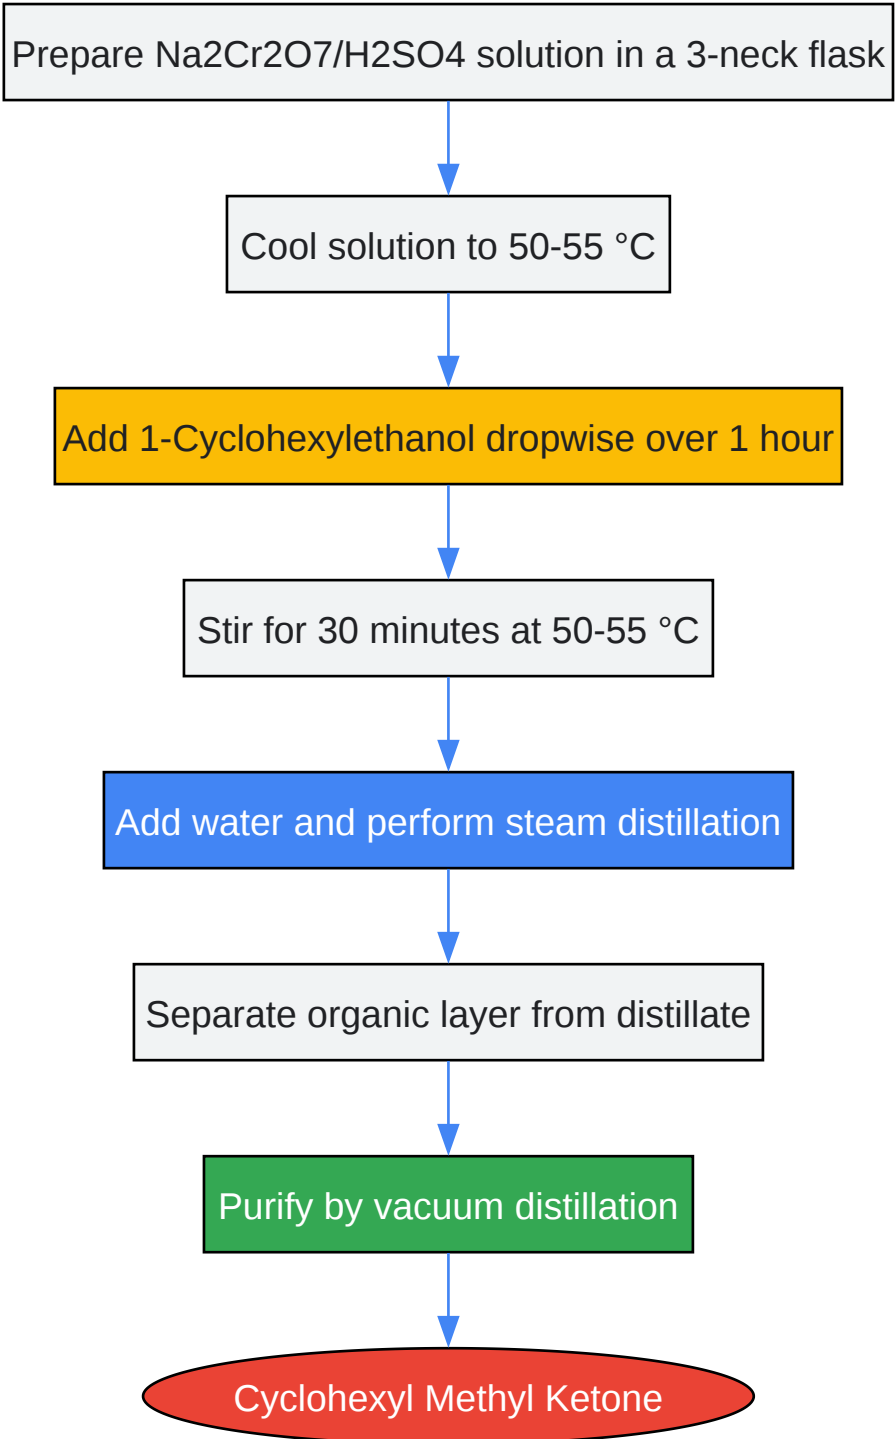 Prepare Na2Cr2O7/H2SO4 solution in a 3-neck flask
Cool solution to 50-55 °C
Add 1-Cyclohexylethanol dropwise over 1 hour
Stir for 30 minutes at 50-55 °C
Add water and perform steam distillation
Separate organic layer from distillate
Purify by vacuum distillation
Cyclohexyl Methyl Ketone